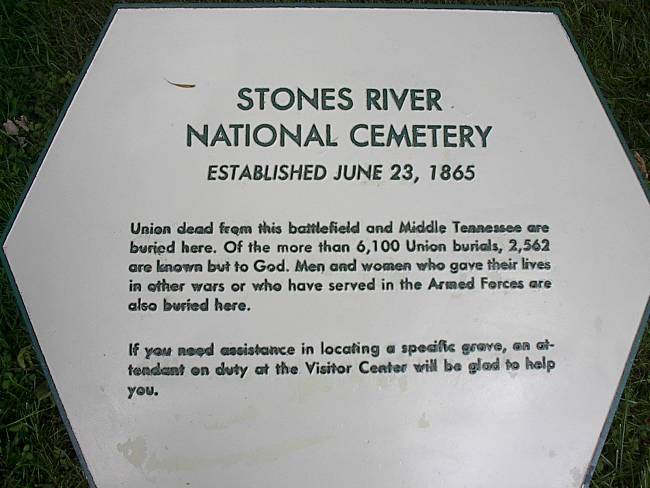 STONES RIVER
NATIONAL CEMETERY
ESTABLISHED JUNE 23, 1865
Union dead from this battlefield and Middle Tennessee are
buried here. Of the more than 6,100 Union burials, 2,562
are known but to God. Men and women who gave their lives
in other wars or who have served in the Armed Forces are
also buried here.
If you need assistance in locating a specific grave, an at-
tendant on duty at the Visitor Center will be glad to help
you.